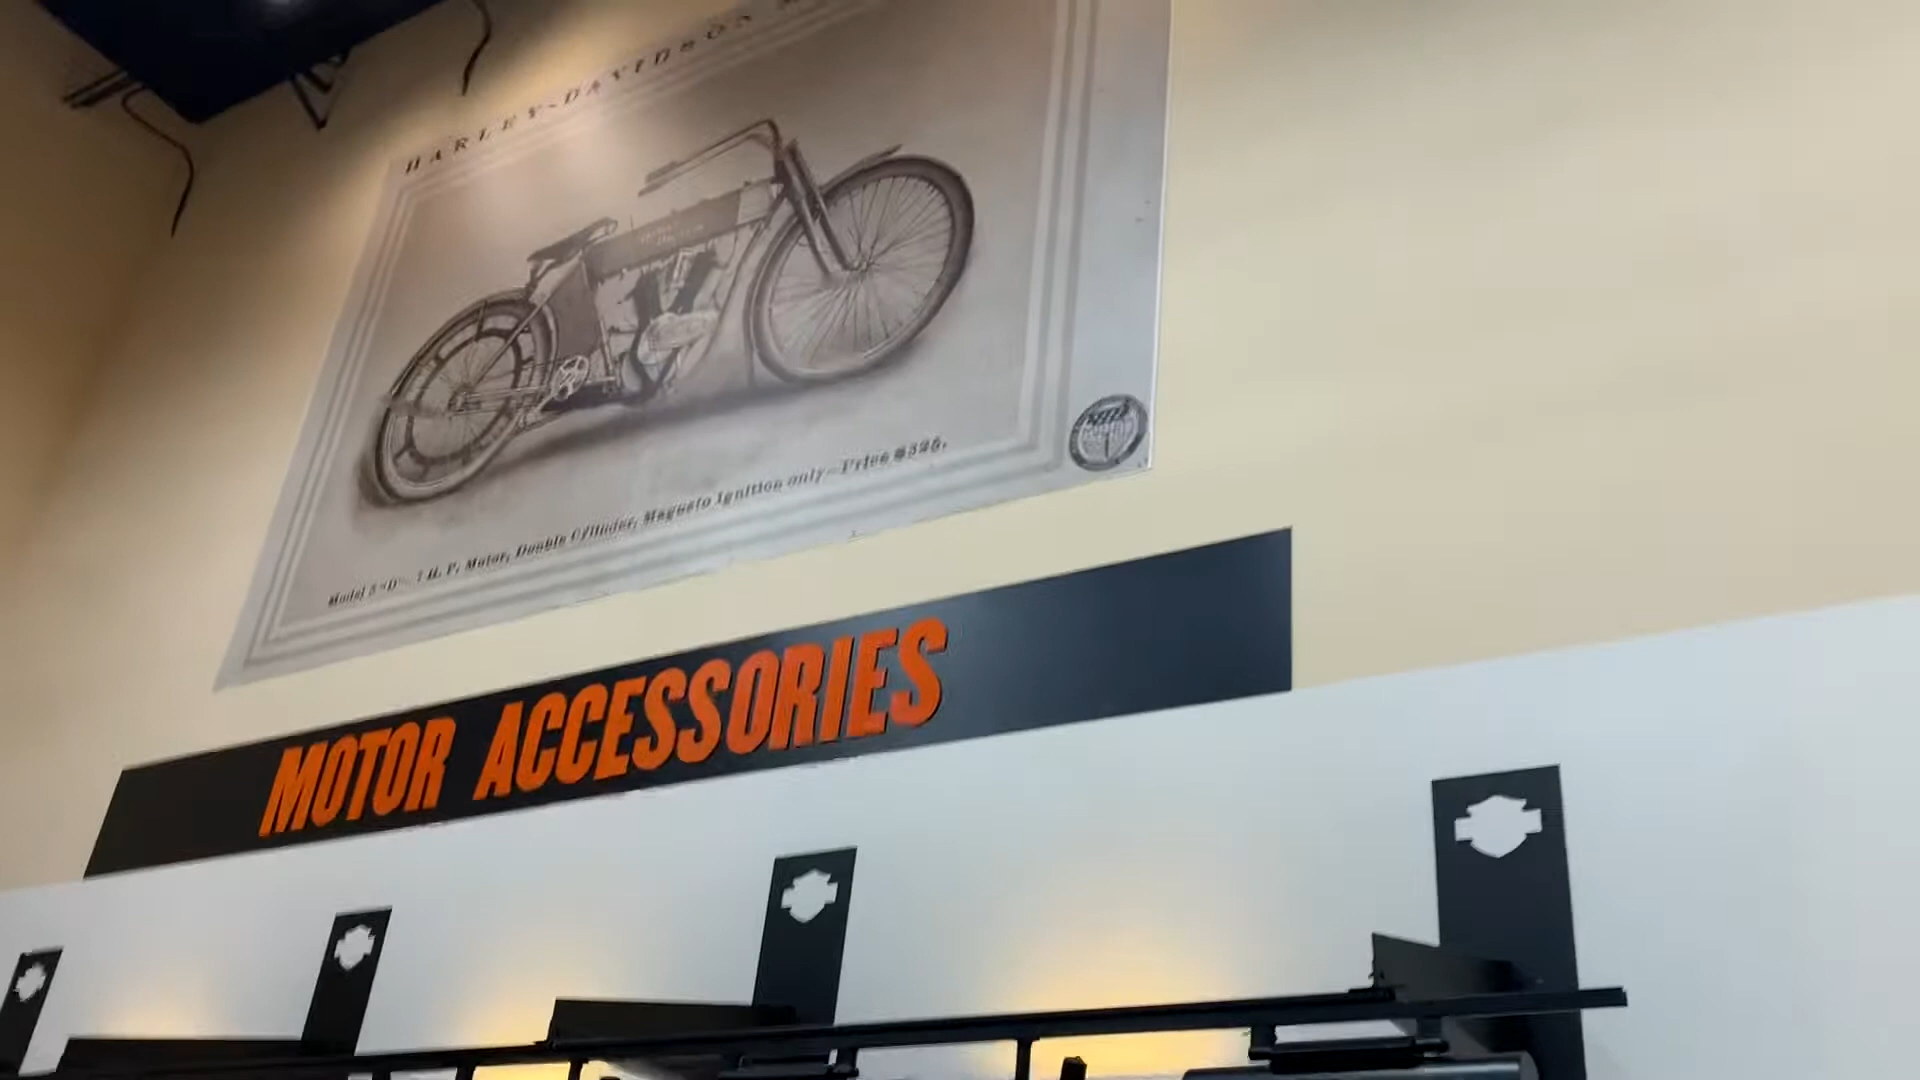 HARLEY-DAVIDSON
Model 5 "D". 7 H. P. Motor, Double Cylinder, Magneto Ignition only—Price $325.
MOTOR ACCESSORIES